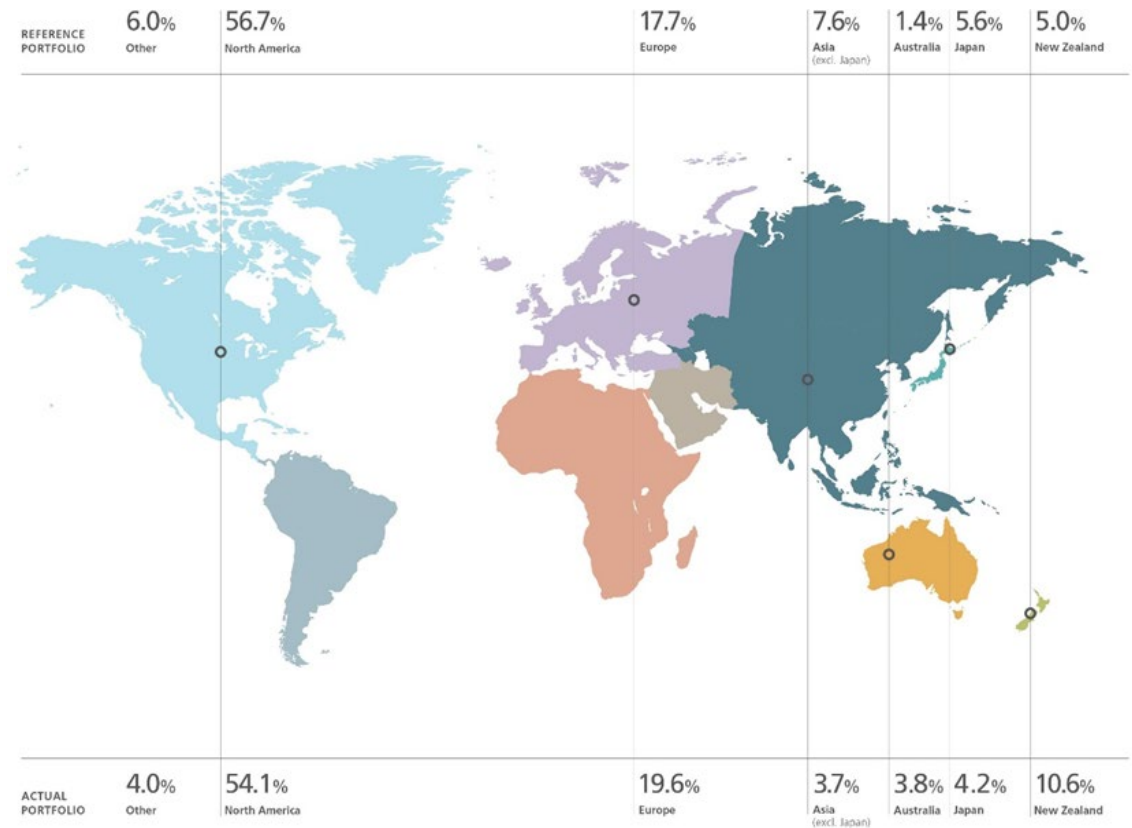 REFERENCE
PORTFOLIO
6.0%
Other
56.7%
North America
17.7%
Europe
7.6%
Asia
(excl. Japan)
1.4%
Australia
5.6%
Japan
5.0%
New Zealand
ACTUAL
PORTFOLIO
4.0%
Other
54.1%
North America
19.6%
Europe
3.7%
Asia
(excl. Japan)
3.8%
Australia
4.2%
Japan
10.6%
New Zealand